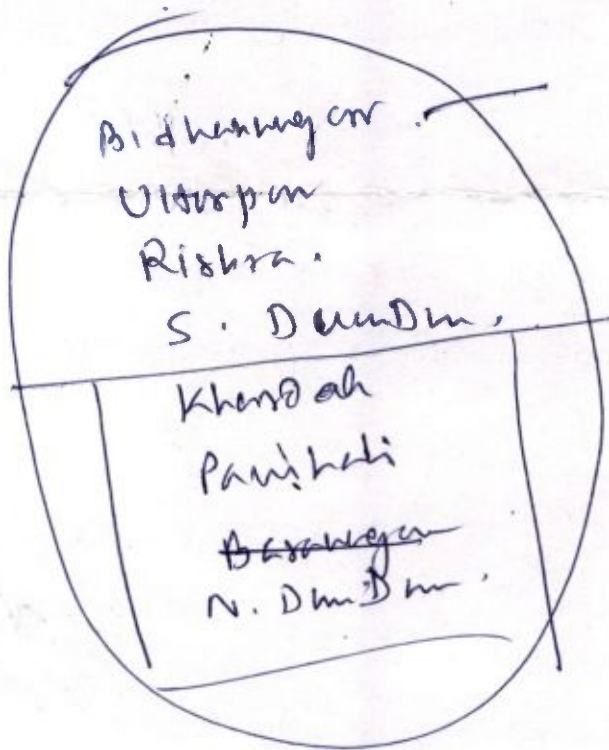 Bidhannagar.
Uttarpara
Rishra.
S. DumDum.
Khardah
Panihati
Baranagar
N. DumDum.